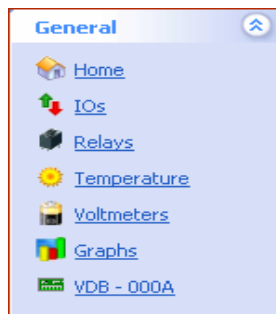 General
Home
IOs
Relays
Temperature
Voltmeters
Graphs
VDB - 000A